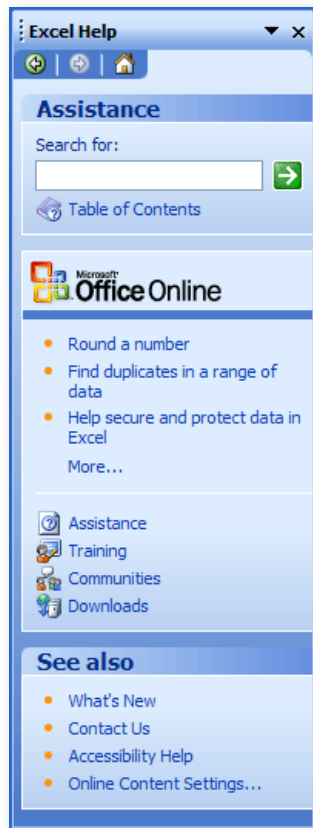 Excel Help
Assistance
Search for:
Table of Contents
Microsoft
Office Online
Round a number
Find duplicates in a range of
data
Help secure and protect data in
Excel
More...
Assistance
Training
Communities
Downloads
See also
What's New
Contact Us
Accessibility Help
Online Content Settings...